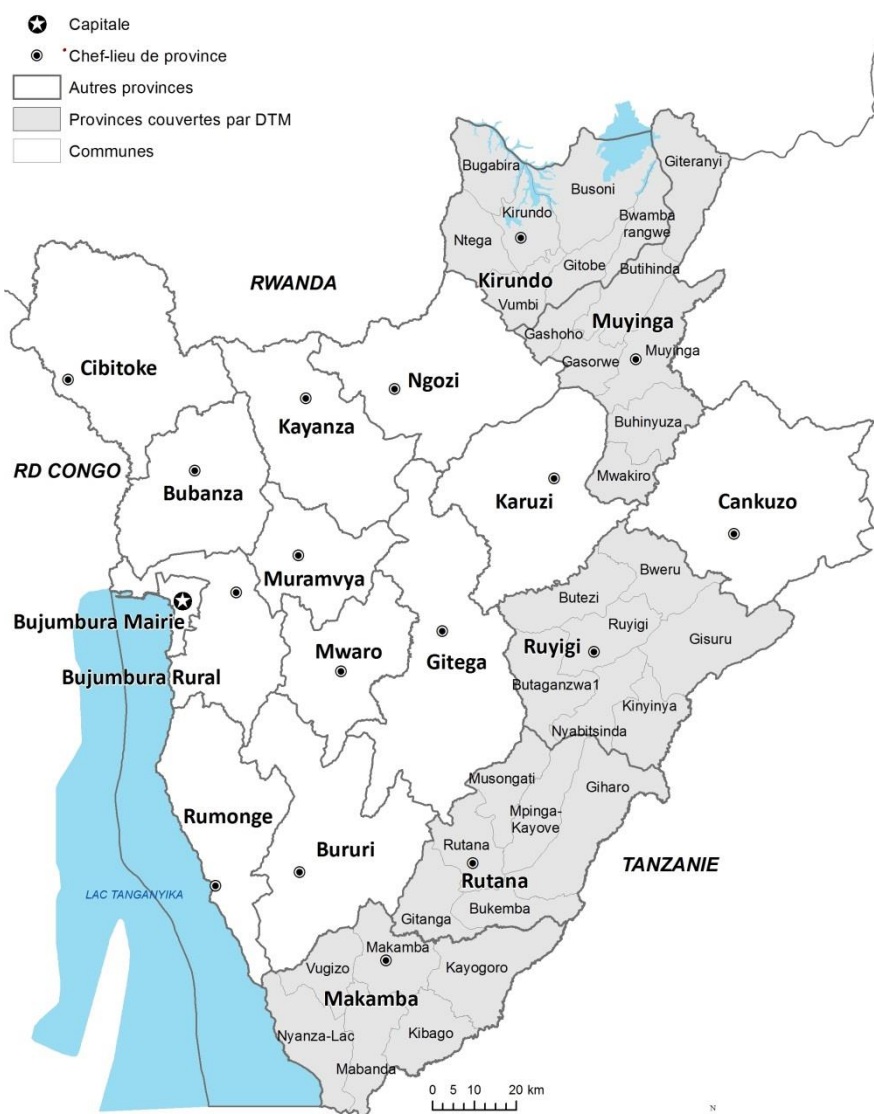 Capitale
Chef-lieu de province
Autres provinces
Provinces couvertes par DTM
Communes
Bugabira
Giteranyi
Busoni
Kirundo
Bwamba
rangwe
Ntega
Gitobe
Butihinda
Kirundo
RWANDA
Vumbi
Muyinga
Gashoho
Muyinga
Gasorwe
Cibitoke
Ngozi
Kayanza
Buhinyuza
RD CONGO
Mwakiro
Bubanza
Karuzi
Cankuzo
Muramvya
Bweru
Butezi
Bujumbura Mairie
Ruyigi
Gisuru
Ruyigi
Mwaro
Gitega
Bujumbura Rural
Butaganzwa1
Kinyinya
Nyabitsinda
Musongati
Giharo
Rumonge
Mpinga-
Kayove
Bururi
Rutana
TANZANIE
Rutana
LAC TANGANYIKA
Bukemba
Gitanga
Makamba
Vugizo
Kayogoro
Makamba
Nyanza-Lac
Kibago
Mabanda
0 5 10 20 km
N